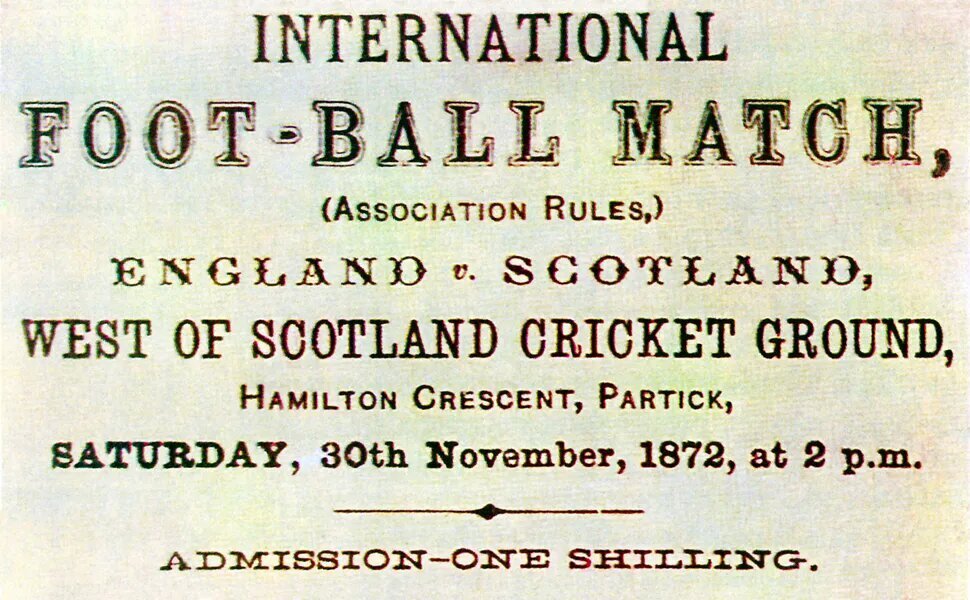 INTERNATIONAL
FOOT-BALL MATCH,
(ASSOCIATION RULES,)
ENGLAND v. SCOTLAND,
WEST OF SCOTLAND CRICKET GROUND,
HAMILTON CRESCENT, PARTICK,
SATURDAY, 30th November, 1872, at 2 p.m.
ADMISSION-ONE SHILLING.